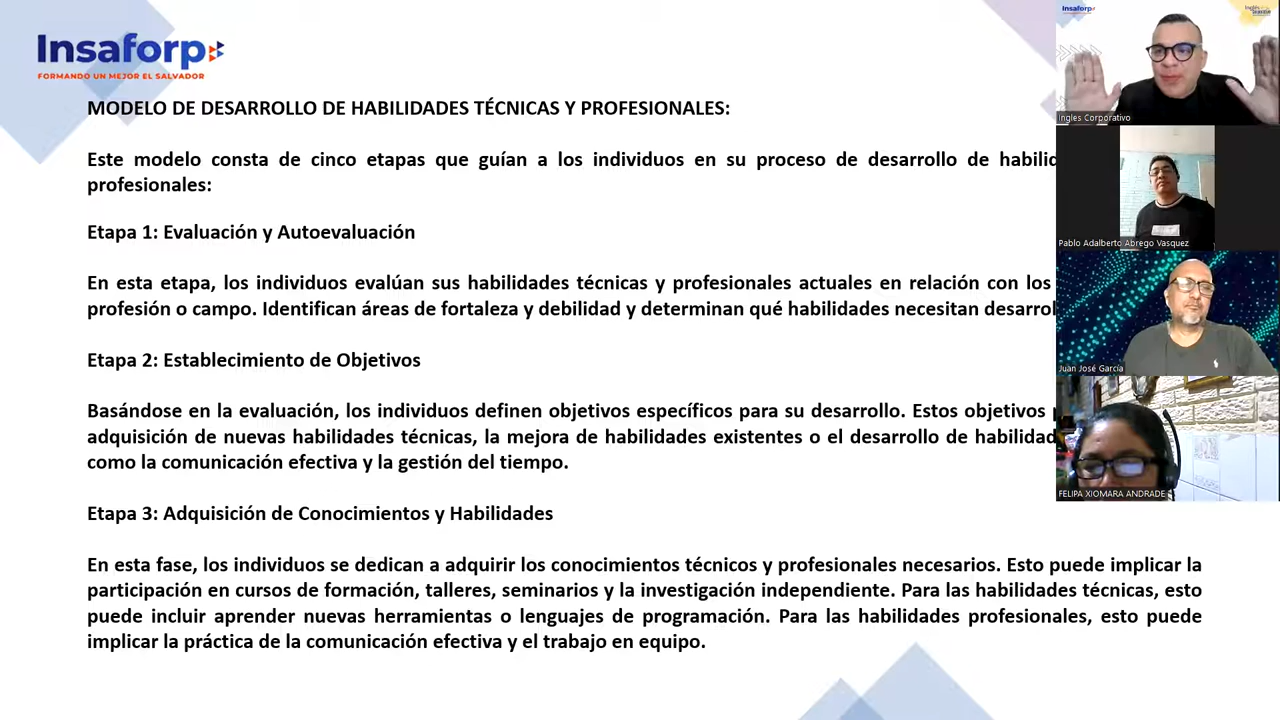 Insaforp
FORMANDO UN MEJOR EL SALVADOR
MODELO DE DESARROLLO DE HABILIDADES TÉCNICAS Y PROFESIONALES:
Este modelo consta de cinco etapas que guían a los individuos en su proceso de desarrollo de
profesionales:
Etapa 1: Evaluación y Autoevaluación
En esta etapa, los individuos evalúan sus habilidades técnicas y profesionales actuales en relación con los
profesión o campo. Identifican áreas de fortaleza y debilidad y determinan qué habilidades necesitan
Etapa 2: Establecimiento de Objetivos
Basándose en la evaluación, los individuos definen objetivos específicos para su desarrollo. Estos objetivos
adquisición de nuevas habilidades técnicas, la mejora de habilidades existentes o el desarrollo de
como la comunicación efectiva y la gestión del tiempo.
Etapa 3: Adquisición de Conocimientos y Habilidades
En esta fase, los individuos se dedican a adquirir los conocimientos técnicos y profesionales necesarios. Esto puede implicar la
participación en cursos de formación, talleres, seminarios y la investigación independiente. Para las habilidades técnicas, esto
puede incluir aprender nuevas herramientas o lenguajes de programación. Para las habilidades profesionales, esto puede
implicar la práctica de la comunicación efectiva y el trabajo en equipo.
Insaforp
Ingles Corporativo
Pablo Adalberto Abrego Vasquez
Juan José García
FELIPA XIOMARA ANDRADE